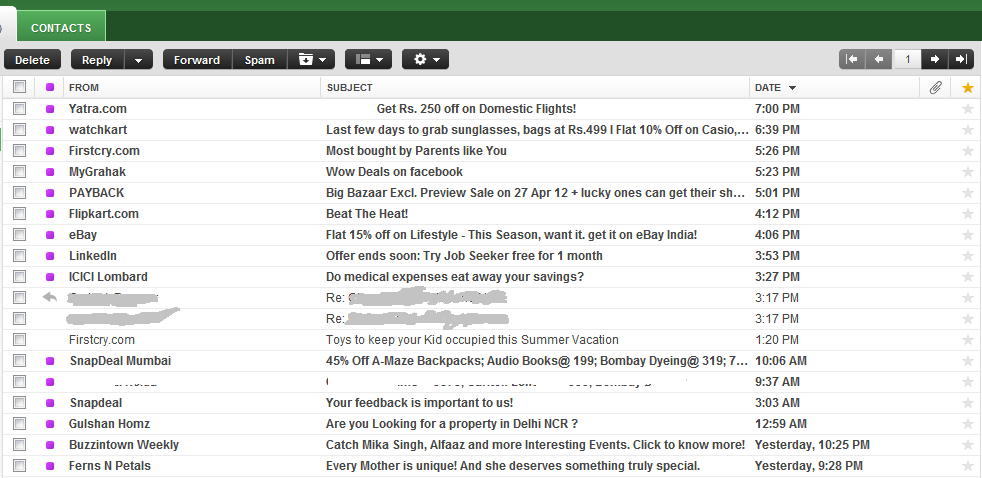 CONTACTS
Delete Reply Forward Spam 1
FROM SUBJECT DATE
Yatra.com Get Rs. 250 off on Domestic Flights! 7:00 PM
watchkart Last few days to grab sunglasses, bags at Rs.499 I Flat 10% Off on Casio,... 6:39 PM
Firstcry.com Most bought by Parents like You 5:26 PM
MyGrahak Wow Deals on facebook 5:23 PM
PAYBACK Big Bazaar Excl. Preview Sale on 27 Apr 12 + lucky ones can get their sh... 5:01 PM
Flipkart.com Beat The Heat! 4:12 PM
eBay Flat 15% off on Lifestyle - This Season, want it. get it on eBay India! 4:06 PM
LinkedIn Offer ends soon: Try Job Seeker free for 1 month 3:53 PM
ICICI Lombard Do medical expenses eat away your savings? 3:27 PM
Re: 3:17 PM
Re: 3:17 PM
Firstcry.com Toys to keep your Kid occupied this Summer Vacation 1:20 PM
SnapDeal Mumbai 45% Off A-Maze Backpacks; Audio Books@ 199; Bombay Dyeing@ 319; 7... 10:06 AM
9:37 AM
Snapdeal Your feedback is important to us! 3:03 AM
Gulshan Homz Are you Looking for a property in Delhi NCR ? 12:59 AM
Buzzintown Weekly Catch Mika Singh, Alfaaz and more Interesting Events. Click to know more! Yesterday, 10:25 PM
Ferns N Petals Every Mother is unique! And she deserves something truly special. Yesterday, 9:28 PM